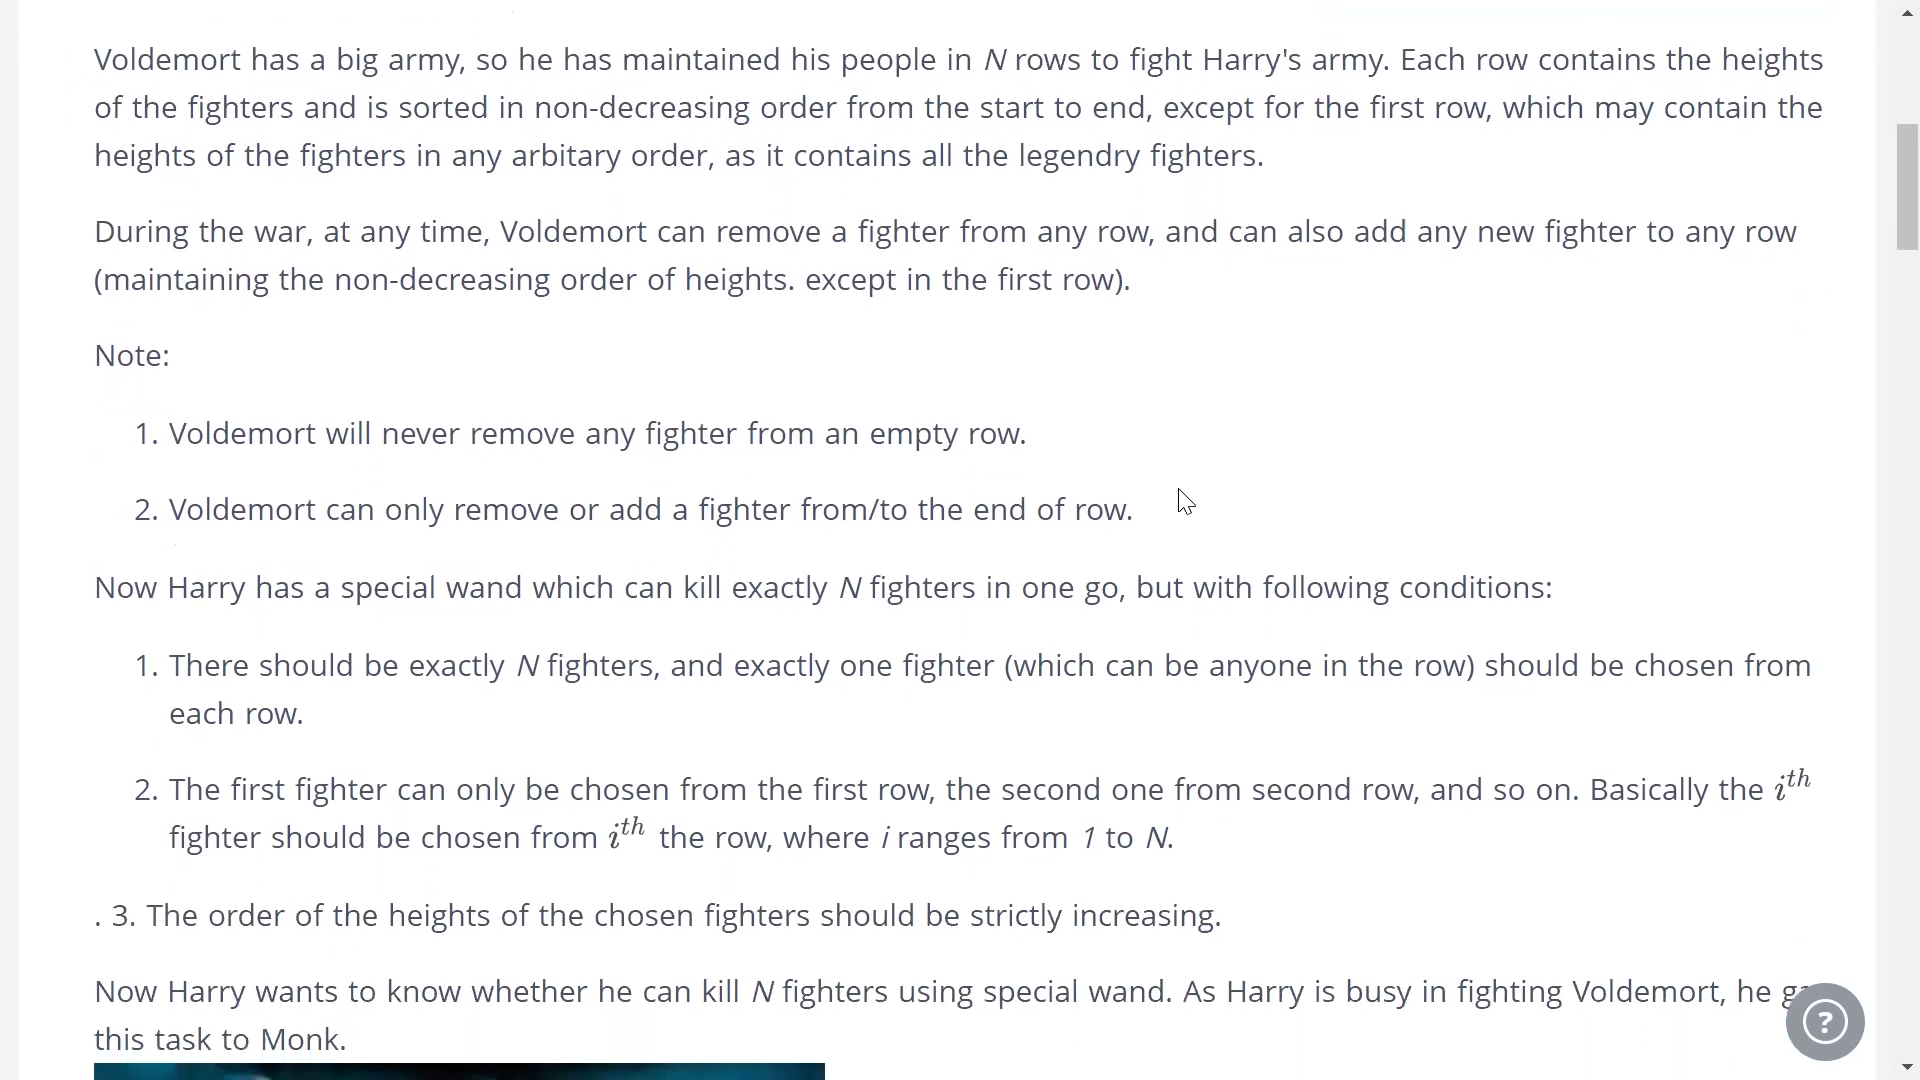 Voldemort has a big army, so he has maintained his people in N rows to fight Harry's army. Each row contains the heights
of the fighters and is sorted in non-decreasing order from the start to end, except for the first row, which may contain the
heights of the fighters in any arbitary order, as it contains all the legendry fighters.
During the war, at any time, Voldemort can remove a fighter from any row, and can also add any new fighter to any row
(maintaining the non-decreasing order of heights. except in the first row).
Note:
1. Voldemort will never remove any fighter from an empty row.
2. Voldemort can only remove or add a fighter from/to the end of row.
Now Harry has a special wand which can kill exactly N fighters in one go, but with following conditions:
1. There should be exactly N fighters, and exactly one fighter (which can be anyone in the row) should be chosen from
each row.
2. The first fighter can only be chosen from the first row, the second one from second row, and so on. Basically the i^th
fighter should be chosen from i^th the row, where i ranges from 1 to N.
. 3. The order of the heights of the chosen fighters should be strictly increasing.
Now Harry wants to know whether he can kill N fighters using special wand. As Harry is busy in fighting Voldemort, he
this task to Monk.
?